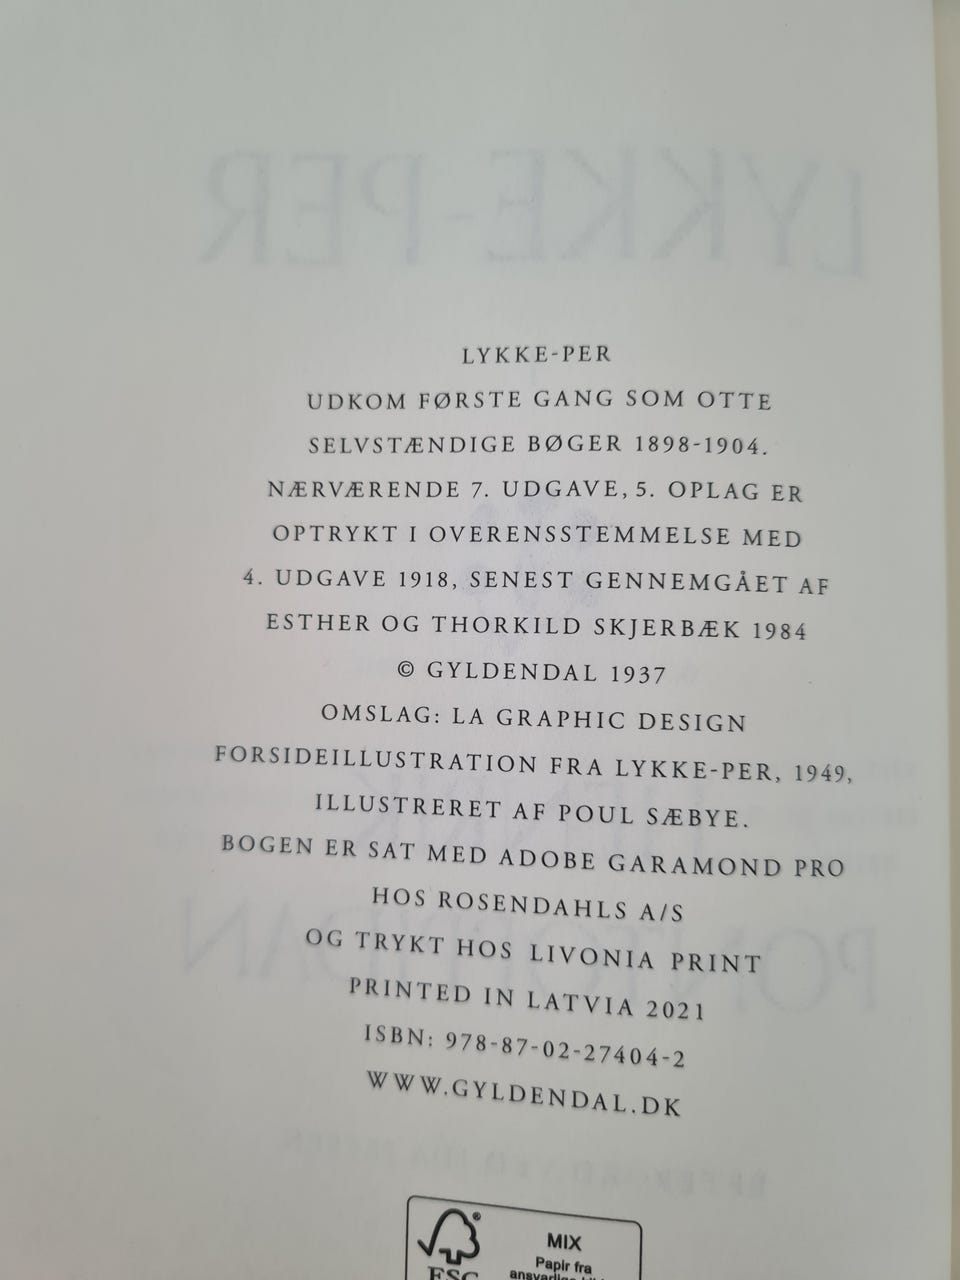 LYKKE-PER
LYKKE-PER
UDKOM FØRSTE GANG SOM OTTE
SELVSTÆNDIGE BØGER 1898-1904.
NÆRVÆRENDE 7. UDGAVE, 5. OPLAG ER
OPTRYKT I OVERENSSTEMMELSE MED
4. UDGAVE 1918, SENEST GENNEMGÅET AF
ESTHER OG THORKILD SKJERBÆK 1984
© GYLDENDAL 1937
OMSLAG: LA GRAPHIC DESIGN
FORSIDEILLUSTRATION FRA LYKKE-PER, 1949,
ILLUSTRERET AF POUL SÆBYE.
BOGEN ER SAT MED ADOBE GARAMOND PRO
HOS ROSENDAHLS A/S
OG TRYKT HOS LIVONIA PRINT
PRINTED IN LATVIA 2021
ISBN: 978-87-02-27404-2
WWW.GYLDENDAL.DK
FSC
MIX
Papir fra